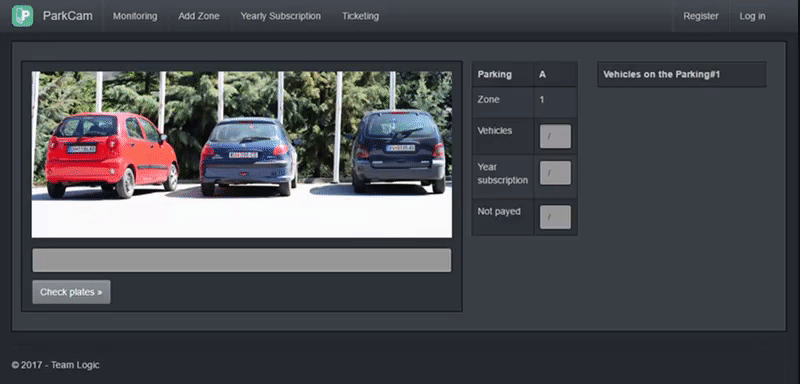 P
ParkCam Monitoring Add Zone Yearly Subscription Ticketing Register Log in
Parking A
Zone 1
Vehicles /
Year subscription /
Not payed /
Vehicles on the Parking#1
Check plates »
© 2017 - Team Logic